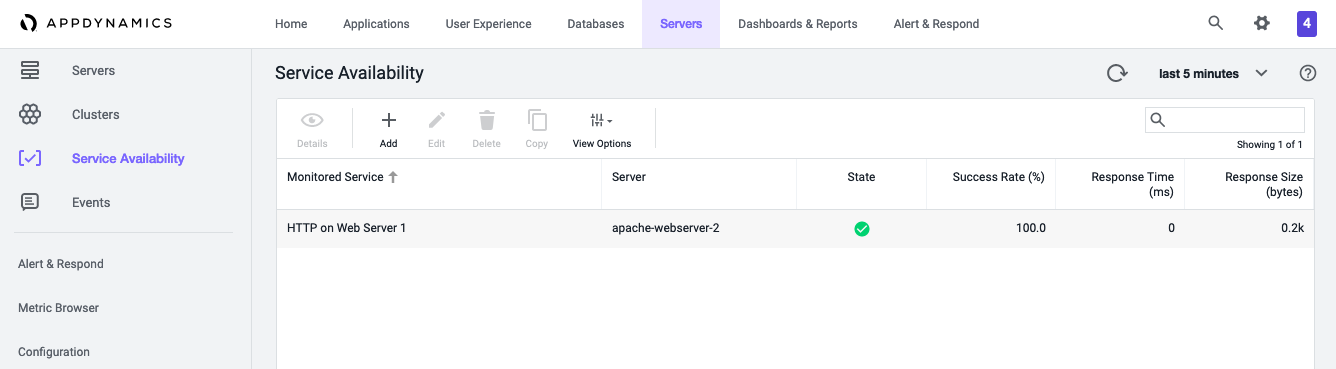 APPDYNAMICS
Home Applications User Experience Databases Servers Dashboards & Reports Alert & Respond 4
Servers
Clusters
Service Availability
Events
Alert & Respond
Metric Browser
Configuration
Service Availability
last 5 minutes
Details Add Edit Delete Copy View Options
Showing 1 of 1
Monitored Service Server State Success Rate (%) Response Time (ms) Response Size (bytes)
HTTP on Web Server 1 apache-webserver-2 100.0 0 0.2k